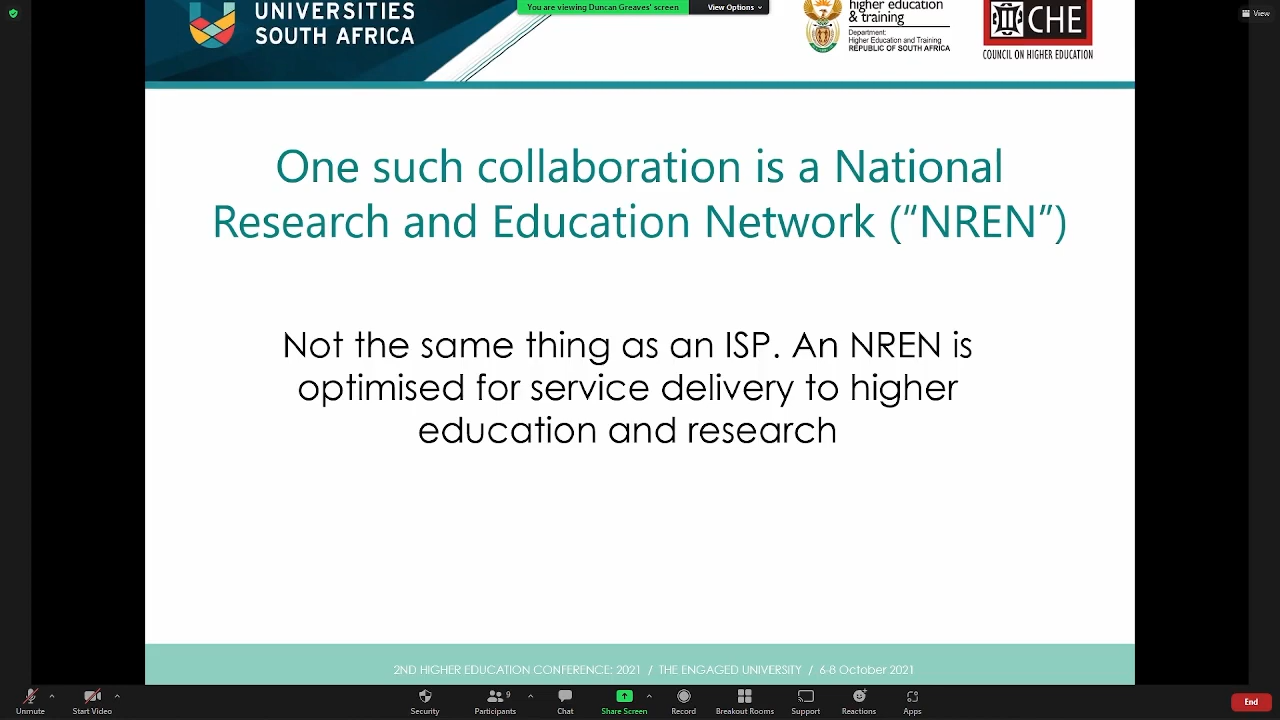 You are viewing Duncan Greaves' screen
View Options
View
UNIVERSITIES
SOUTH AFRICA
higher education
& training
Department:
Higher Education and Training
REPUBLIC OF SOUTH AFRICA
CHE
COUNCIL ON HIGHER EDUCATION
One such collaboration is a National
Research and Education Network (“NREN”)
Not the same thing as an ISP. An NREN is
optimised for service delivery to higher
education and research
2ND HIGHER EDUCATION CONFERENCE: 2021 / THE ENGAGED UNIVERSITY / 6-8 October 2021
Unmute
Start Video
Security
Participants 9
Chat
Share Screen
Record
Breakout Rooms
Support
Reactions
Apps
End